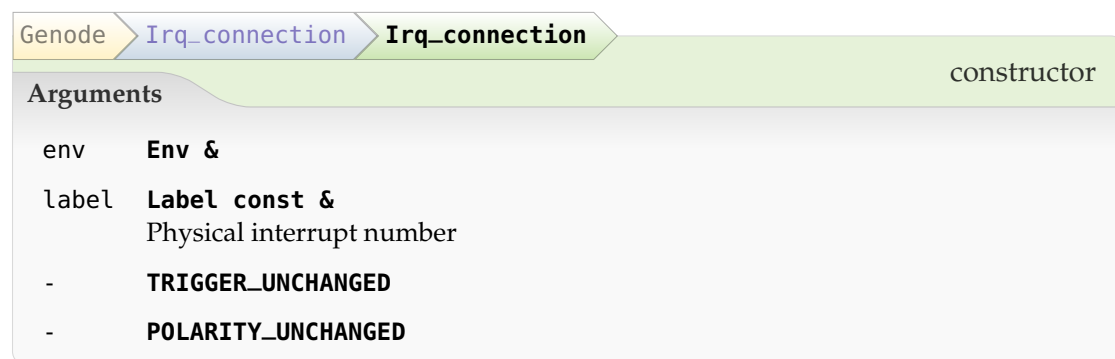 Genode Irq_connection Irq_connection
constructor
Arguments
env Env &
label Label const &
Physical interrupt number
- TRIGGER_UNCHANGED
- POLARITY_UNCHANGED